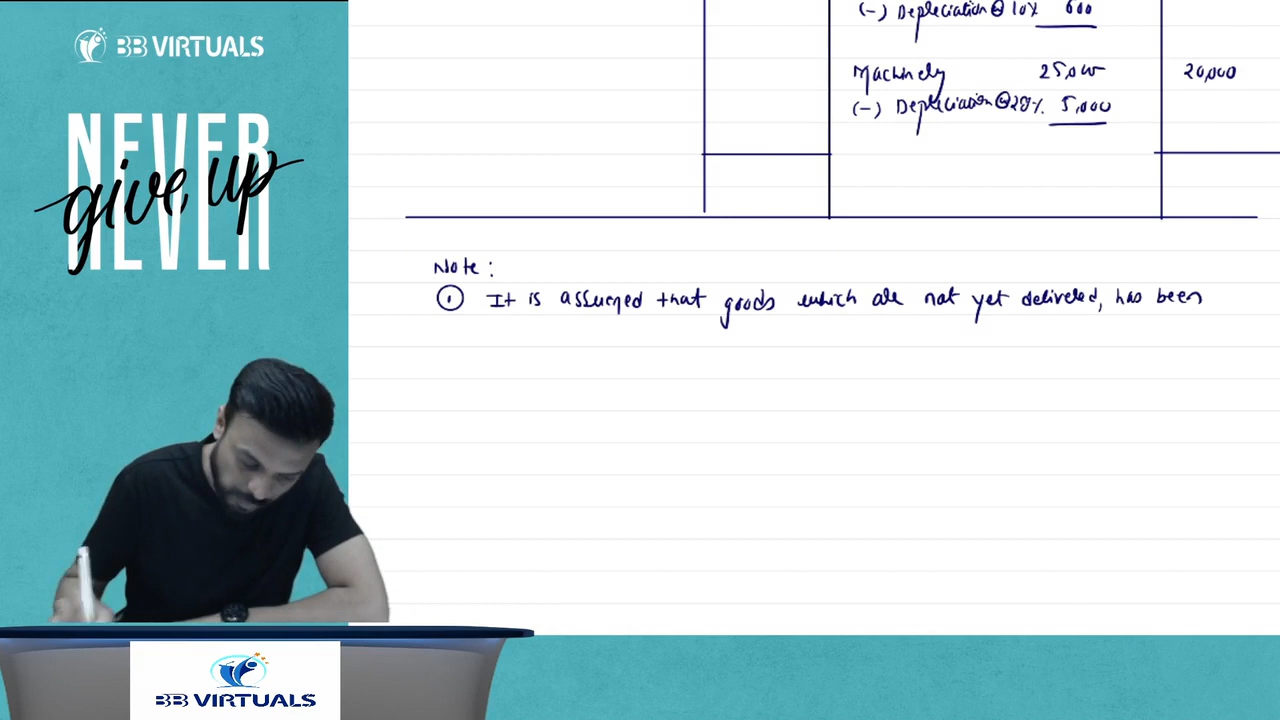 BB VIRTUALS
NEVER
give up
NEVER
(-) Depreciation @ 10% 600
Machinery 25,000 20,000
(-) Depreciation @ 20% 5,000
Note :
① It is assumed that goods which are not yet delivered, has been
BB VIRTUALS